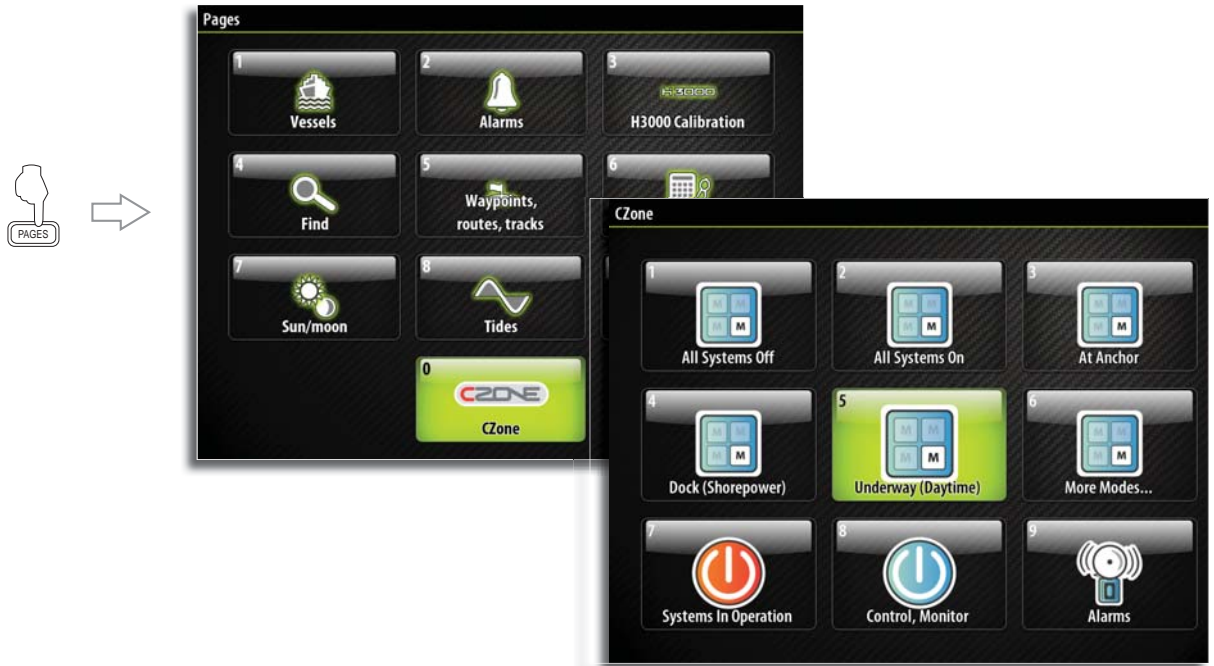 Pages
1
Vessels
2
Alarms
3
H3000
H3000 Calibration
4
Find
5
Waypoints,
routes, tracks
6
7
Sun/moon
8
Tides
0
CZONE
CZone
PAGES
CZone
1
M M
M M
All Systems Off
2
M M
M M
All Systems On
3
M M
M M
At Anchor
4
M M
M M
Dock (Shorepower)
5
M M
M M
Underway (Daytime)
6
M M
M M
More Modes...
7
Systems In Operation
8
Control, Monitor
9
Alarms